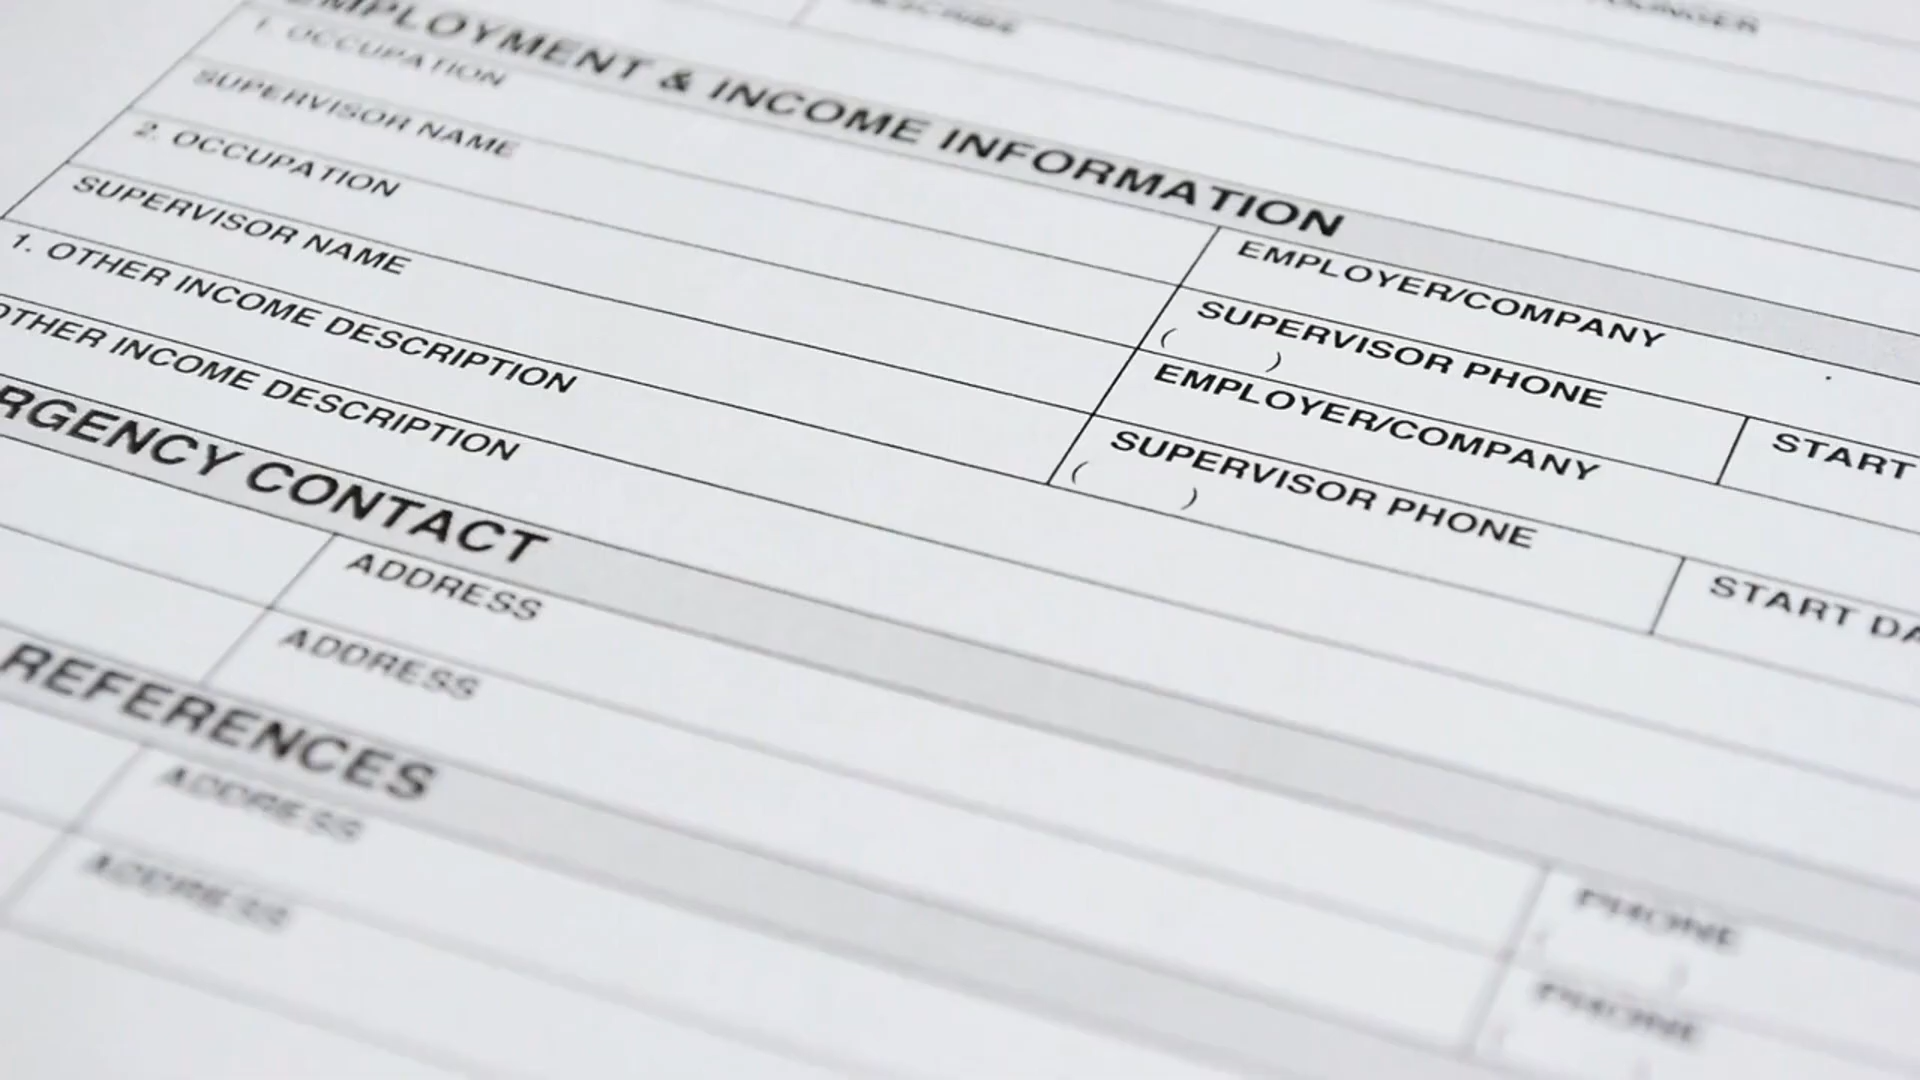 DESCRIBE
EMPLOYMENT & INCOME INFORMATION
1. OCCUPATION
EMPLOYER/COMPANY
SUPERVISOR NAME
SUPERVISOR PHONE
( )
START
2. OCCUPATION
EMPLOYER/COMPANY
SUPERVISOR NAME
SUPERVISOR PHONE
( )
START DA
1. OTHER INCOME DESCRIPTION
OTHER INCOME DESCRIPTION
RGENCY CONTACT
ADDRESS
PHONE
( )
ADDRESS
PHONE
( )
REFERENCES
ADDRESS
ADDRESS